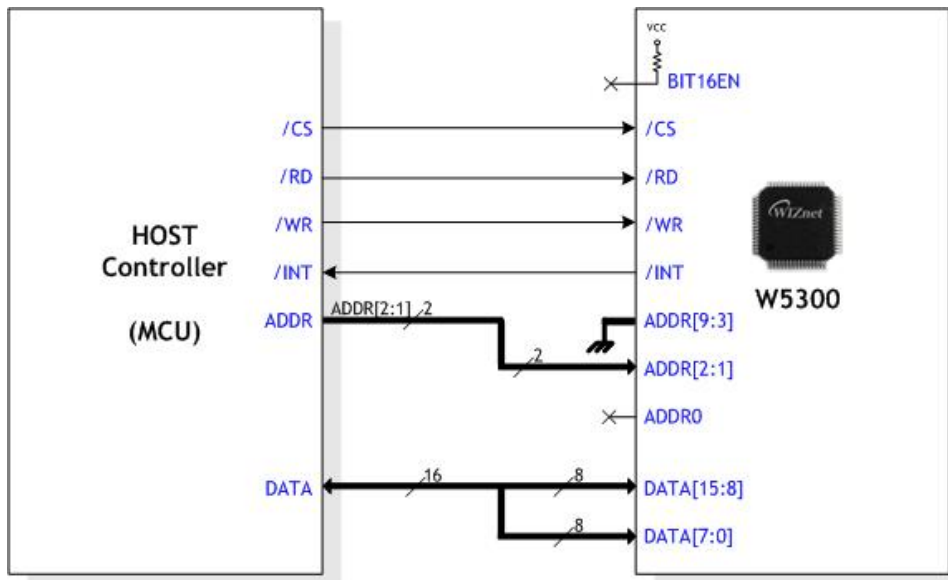 vcc
BIT16EN
/CS
/CS
/RD
/RD
/WR
/WR
WIZnet
HOST
Controller
(MCU)
/INT
/INT
W5300
ADDR
ADDR[2:1]
2
ADDR[9:3]
2
ADDR[2:1]
ADDR0
DATA
16
8
DATA[15:8]
8
DATA[7:0]